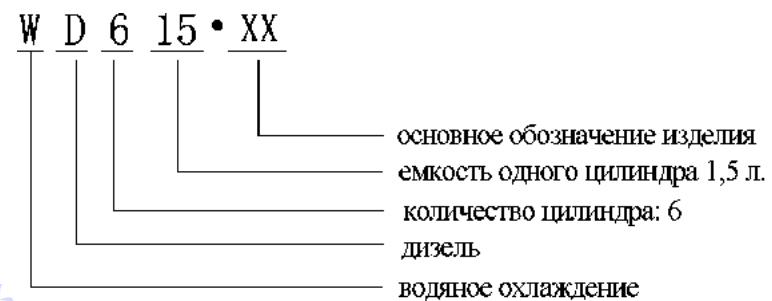 W D 6 15 • XX
основное обозначение изделия
емкость одного цилиндра 1,5 л.
количество цилиндра: 6
дизель
водяное охлаждение